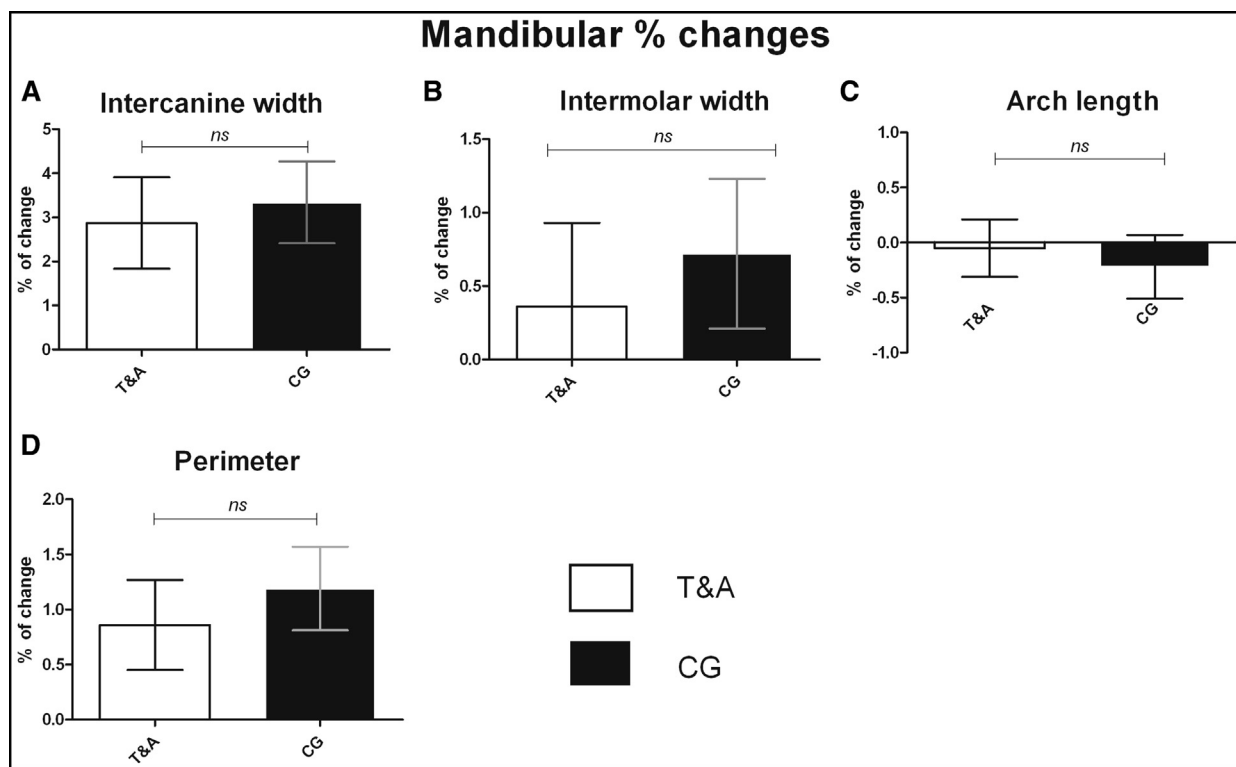 Mandibular % changes
A
Intercanine width
5
4
3
2
1
0
% of change
ns
T&A
CG
B
Intermolar width
1.5
1.0
0.5
0.0
% of change
ns
T&A
CG
C
Arch length
1.0
0.5
0.0
-0.5
-1.0
% of change
ns
T&A
CG
D
Perimeter
2.0
1.5
1.0
0.5
0.0
% of change
ns
T&A
CG
T&A
CG